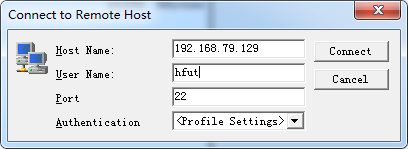 Connect to Remote Host
Host Name: 192.168.79.129 Connect
User Name: hfut Cancel
Port 22
Authentication <Profile Settings>